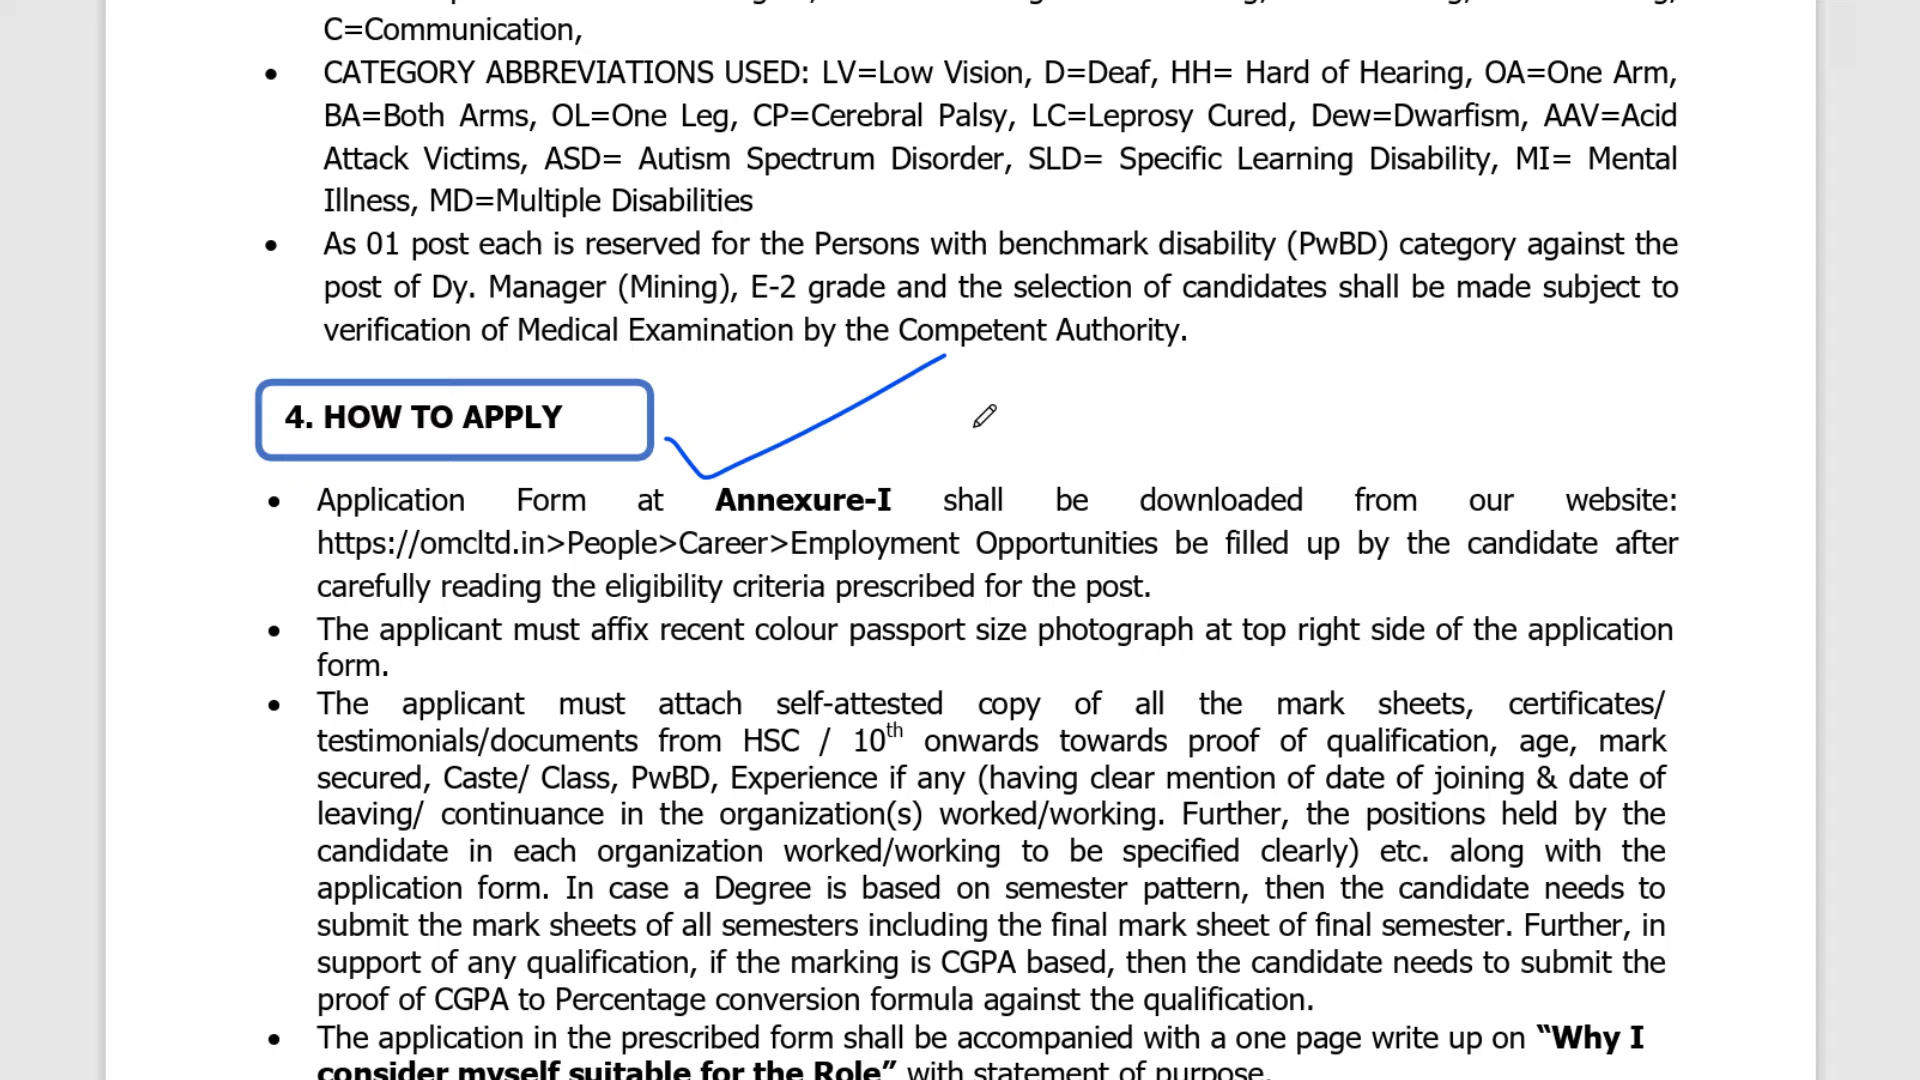 C=Communication,
• CATEGORY ABBREVIATIONS USED: LV=Low Vision, D=Deaf, HH= Hard of Hearing, OA=One Arm,
BA=Both Arms, OL=One Leg, CP=Cerebral Palsy, LC=Leprosy Cured, Dew=Dwarfism, AAV=Acid
Attack Victims, ASD= Autism Spectrum Disorder, SLD= Specific Learning Disability, MI= Mental
Illness, MD=Multiple Disabilities
• As 01 post each is reserved for the Persons with benchmark disability (PwBD) category against the
post of Dy. Manager (Mining), E-2 grade and the selection of candidates shall be made subject to
verification of Medical Examination by the Competent Authority.
4. HOW TO APPLY
• Application Form at Annexure-I shall be downloaded from our website:
https://omcltd.in>People>Career>Employment Opportunities be filled up by the candidate after
carefully reading the eligibility criteria prescribed for the post.
• The applicant must affix recent colour passport size photograph at top right side of the application
form.
• The applicant must attach self-attested copy of all the mark sheets, certificates/
testimonials/documents from HSC / 10th onwards towards proof of qualification, age, mark
secured, Caste/ Class, PwBD, Experience if any (having clear mention of date of joining & date of
leaving/ continuance in the organization(s) worked/working. Further, the positions held by the
candidate in each organization worked/working to be specified clearly) etc. along with the
application form. In case a Degree is based on semester pattern, then the candidate needs to
submit the mark sheets of all semesters including the final mark sheet of final semester. Further, in
support of any qualification, if the marking is CGPA based, then the candidate needs to submit the
proof of CGPA to Percentage conversion formula against the qualification.
• The application in the prescribed form shall be accompanied with a one page write up on “Why I
consider myself suitable for the Role” with statement of purpose.